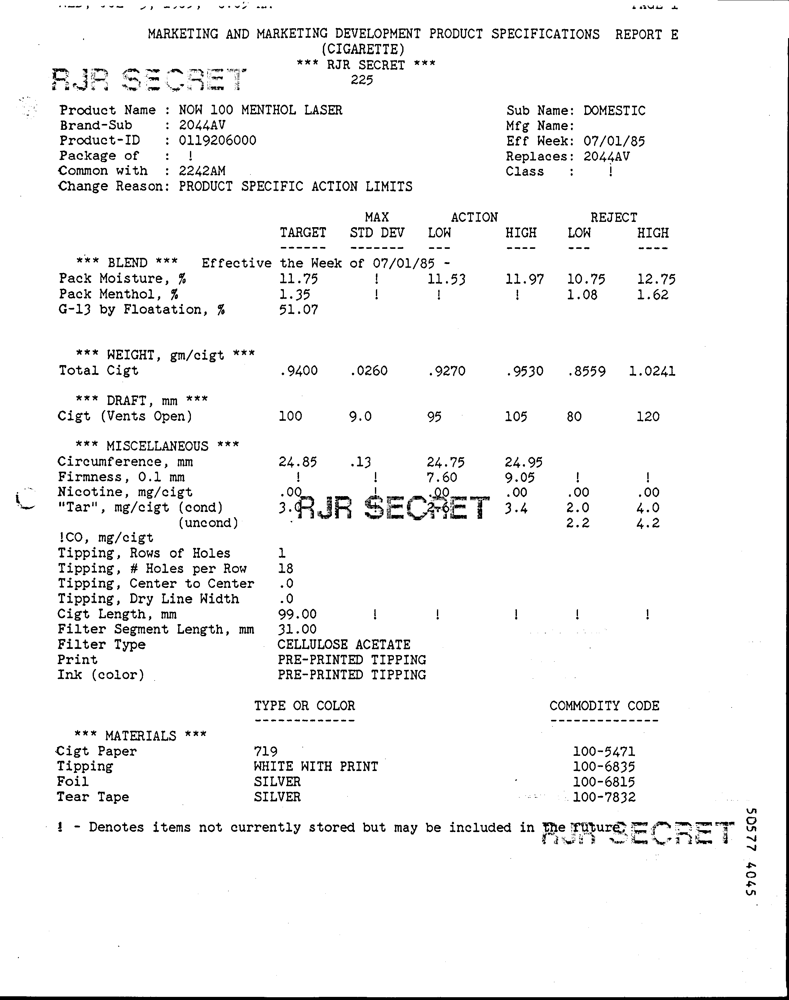 MARKETING AND MARKETING DEVELOPMENT PRODUCT SPECIFICATIONS REPORT E
(CIGARETTE)
*** RJR SECRET ***
RJR SECRET 225
Product Name : NOW 100 MENTHOL LASER Sub Name: DOMESTIC
Brand-Sub : 2044AV Mfg Name:
Product-ID : 0119206000 Eff Week: 07/01/85
Package of : ! Replaces: 2044AV
Common with : 2242AM Class : !
Change Reason: PRODUCT SPECIFIC ACTION LIMITS
MAX ACTION REJECT
TARGET STD DEV LOW HIGH LOW HIGH
------ ------- --- ---- --- ----
*** BLEND *** Effective the Week of 07/01/85 -
Pack Moisture, % 11.75 ! 11.53 11.97 10.75 12.75
Pack Menthol, % 1.35 ! ! ! 1.08 1.62
G-13 by Floatation, % 51.07
*** WEIGHT, gm/cigt ***
Total Cigt .9400 .0260 .9270 .9530 .8559 1.0241
*** DRAFT, mm ***
Cigt (Vents Open) 100 9.0 95 105 80 120
*** MISCELLANEOUS ***
Circumference, mm 24.85 .13 24.75 24.95
Firmness, 0.1 mm ! ! 7.60 9.05 ! !
Nicotine, mg/cigt .00 ! .00 .00 .00 .00
"Tar", mg/cigt (cond) 3.0 RJR SECRET 3.4 2.0 4.0
(uncond) 2.2 4.2
!CO, mg/cigt
Tipping, Rows of Holes 1
Tipping, # Holes per Row 18
Tipping, Center to Center .0
Tipping, Dry Line Width .0
Cigt Length, mm 99.00 ! ! ! ! !
Filter Segment Length, mm 31.00
Filter Type CELLULOSE ACETATE
Print PRE-PRINTED TIPPING
Ink (color) PRE-PRINTED TIPPING
TYPE OR COLOR COMMODITY CODE
------------- --------------
*** MATERIALS ***
Cigt Paper 719 100-5471
Tipping WHITE WITH PRINT 100-6835
Foil SILVER 100-6815
Tear Tape SILVER 100-7832
! - Denotes items not currently stored but may be included in the future
RJR SECRET
50577 4045